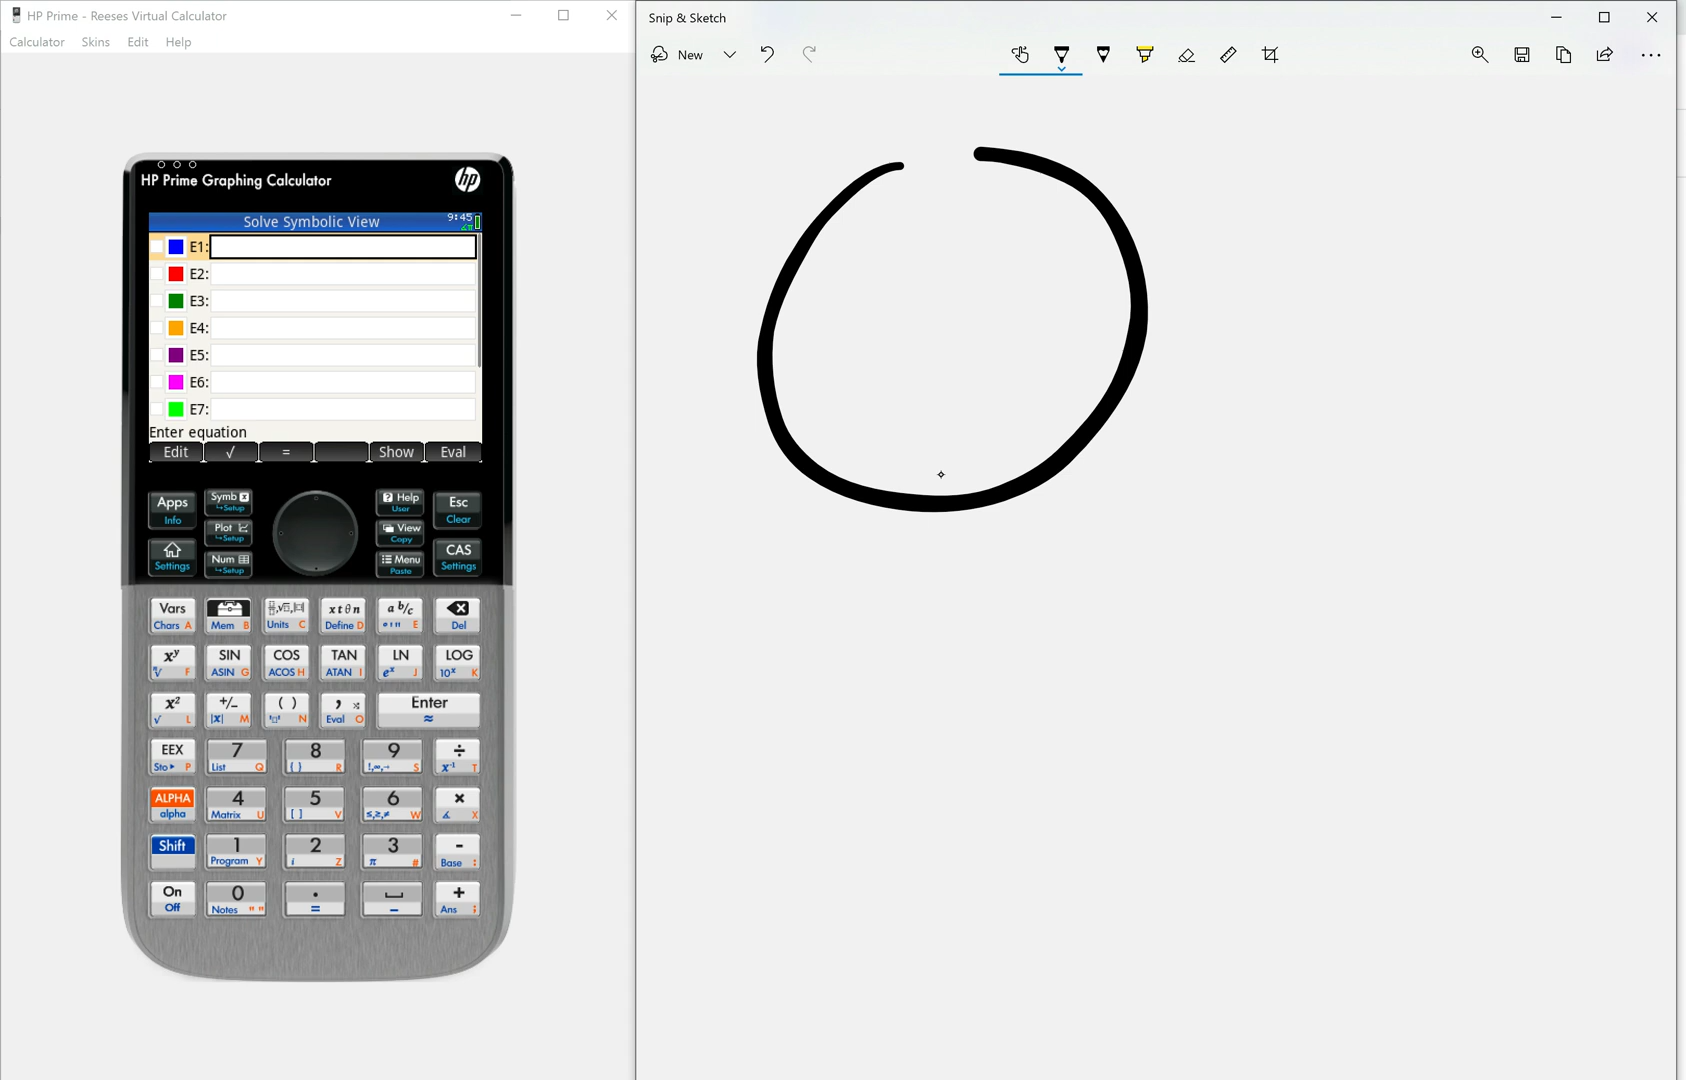 HP Prime - Reeses Virtual Calculator
Calculator Skins Edit Help
Snip & Sketch
New
HP Prime Graphing Calculator
hp
Solve Symbolic View 9:45
E1:
E2:
E3:
E4:
E5:
E6:
E7:
Enter equation
Edit √ = Show Eval
Apps Symb Help Esc
Info Setup User Clear
Plot View
Setup Copy
Num Menu CAS
Settings Setup Paste Settings
Vars x t θ n a b/c
Chars A Mem B Units C Define D E Del
xʸ SIN COS TAN LN LOG
F ASIN G ACOS H ATAN I eˣ J 10ˣ K
x² +/- ( ) , Enter
√ L |X| M N Eval O ≈
EEX 7 8 9 ÷
Sto ▸ P List Q { } R !,∞,→ S x⁻¹ T
ALPHA 4 5 6 ×
alpha Matrix U [ ] V ≤,≥,≠ W ∡ X
Shift 1 2 3 -
Program Y i Z π # Base :
On 0 . +
Off Notes " " = _ Ans ;